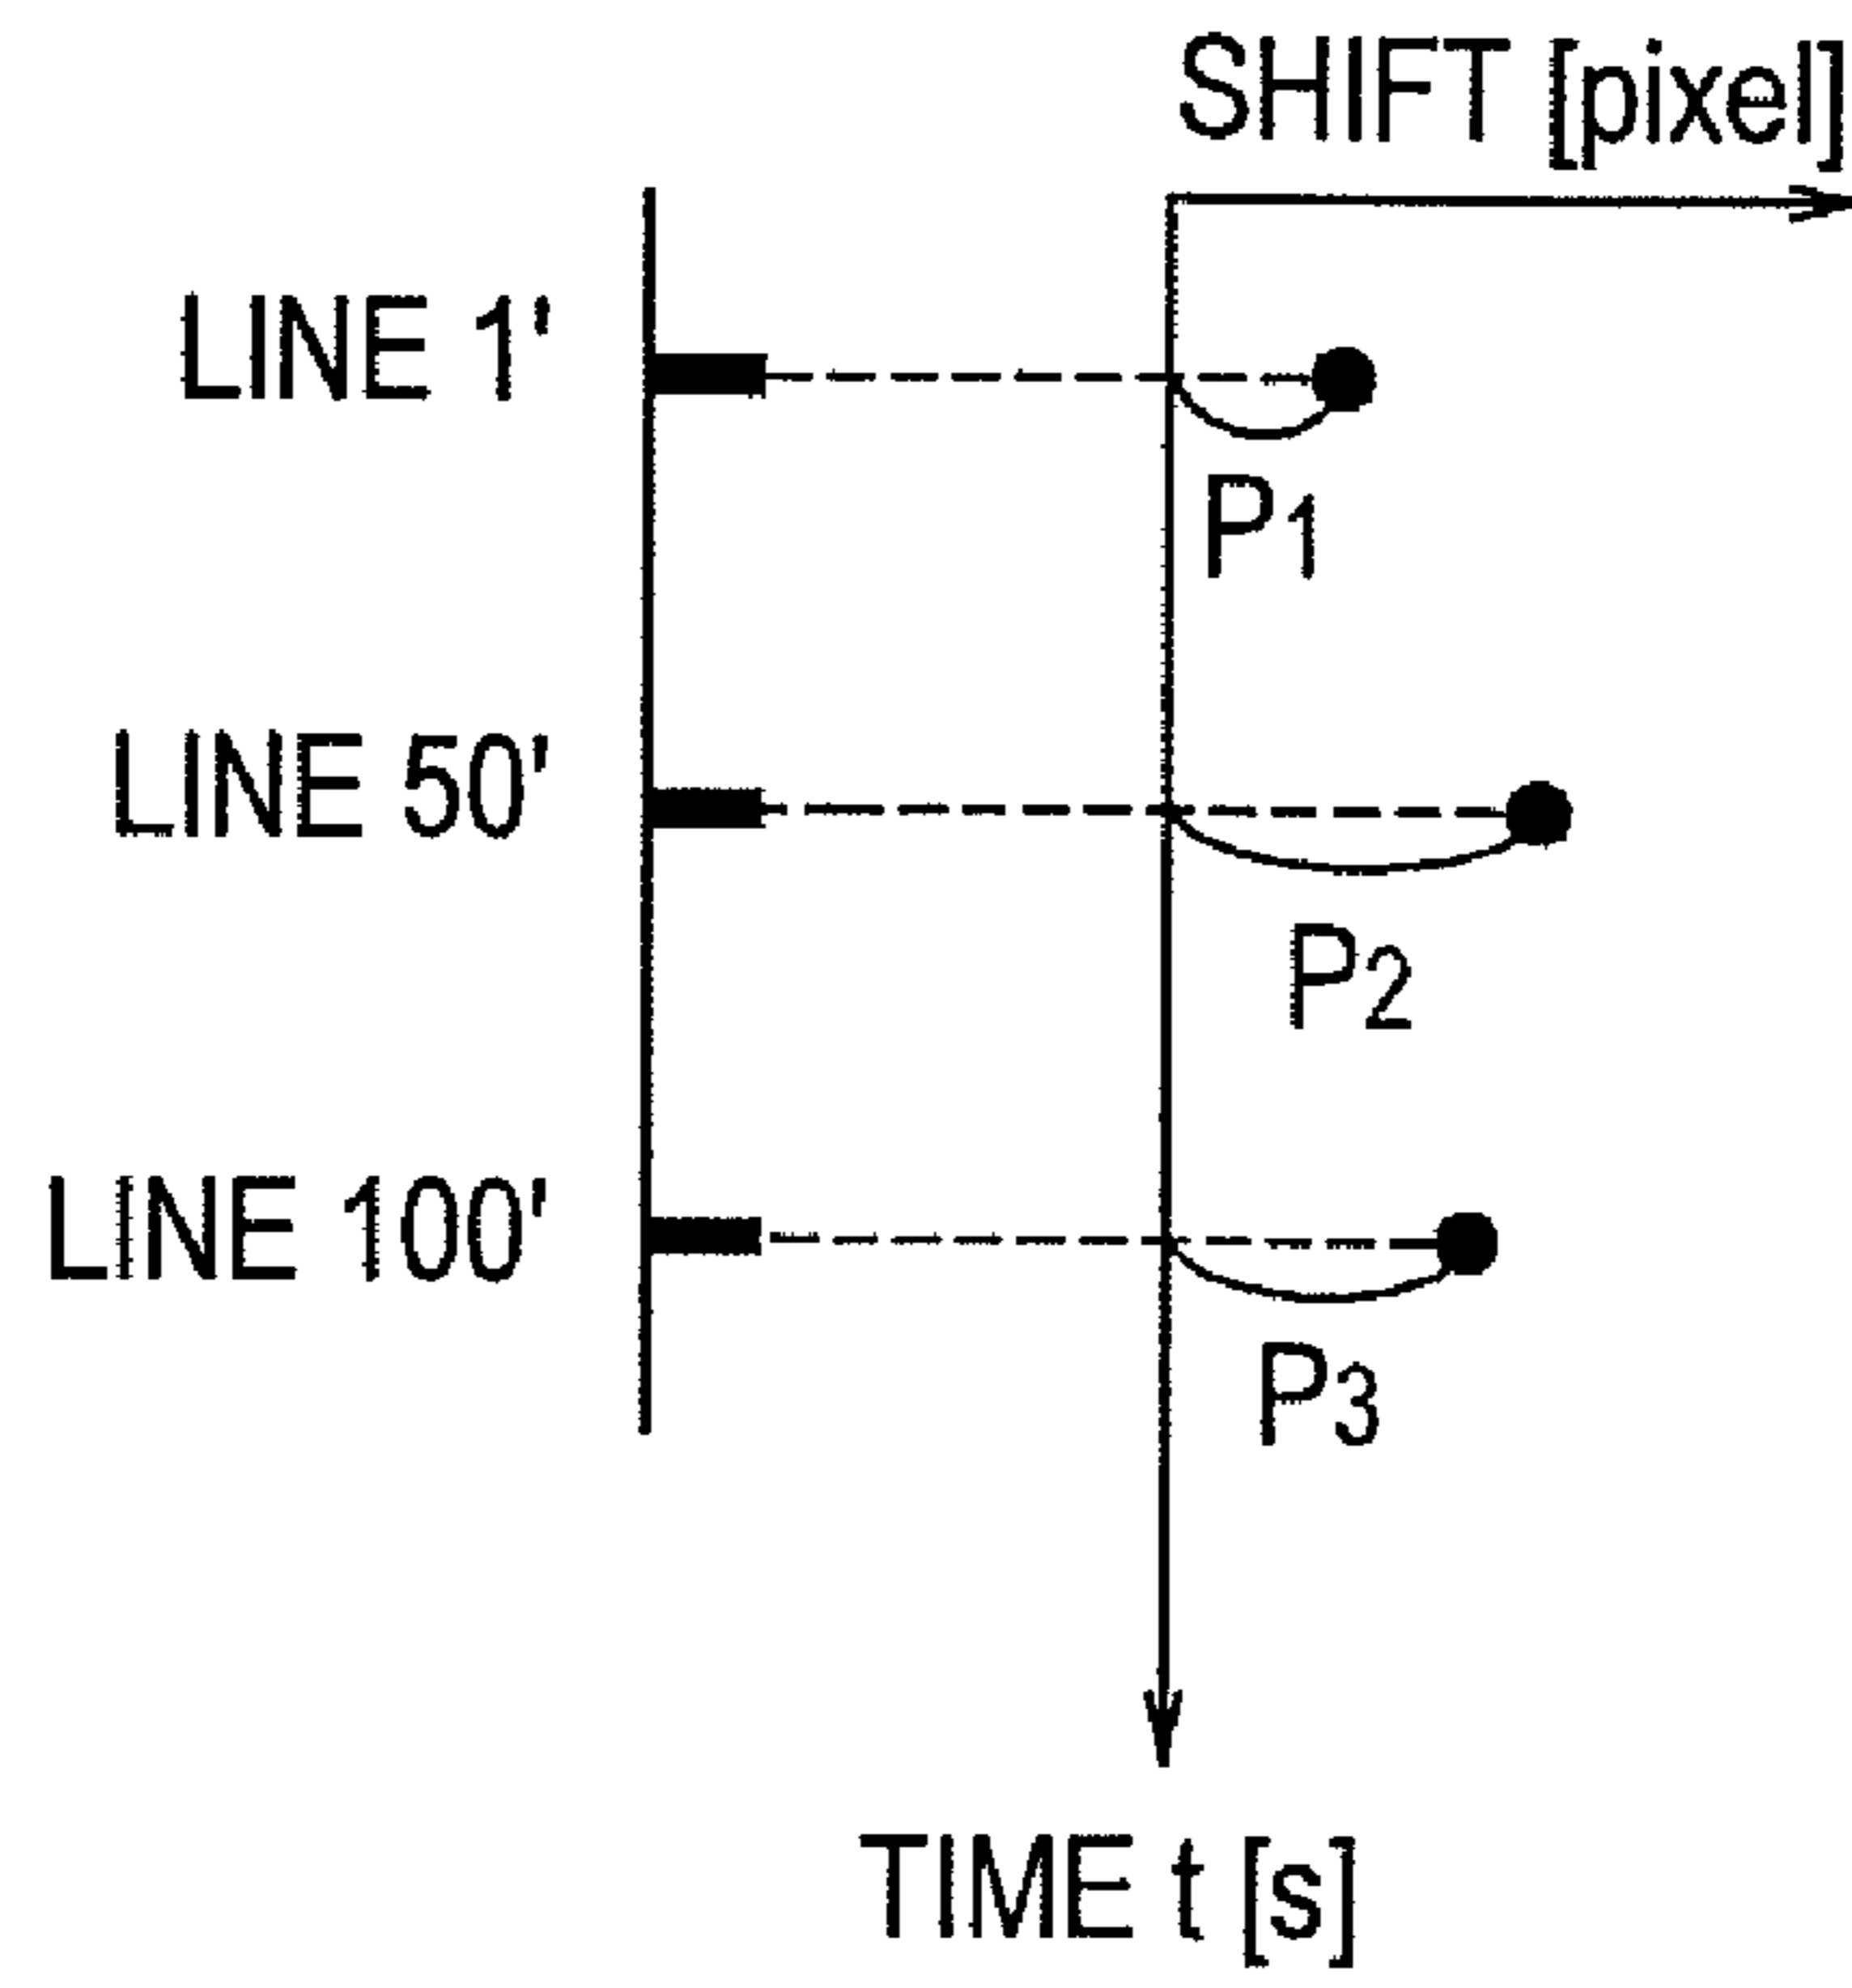 SHIFT [pixel]
LINE 1'
P1
LINE 50'
P2
LINE 100'
P3
TIME t [s]